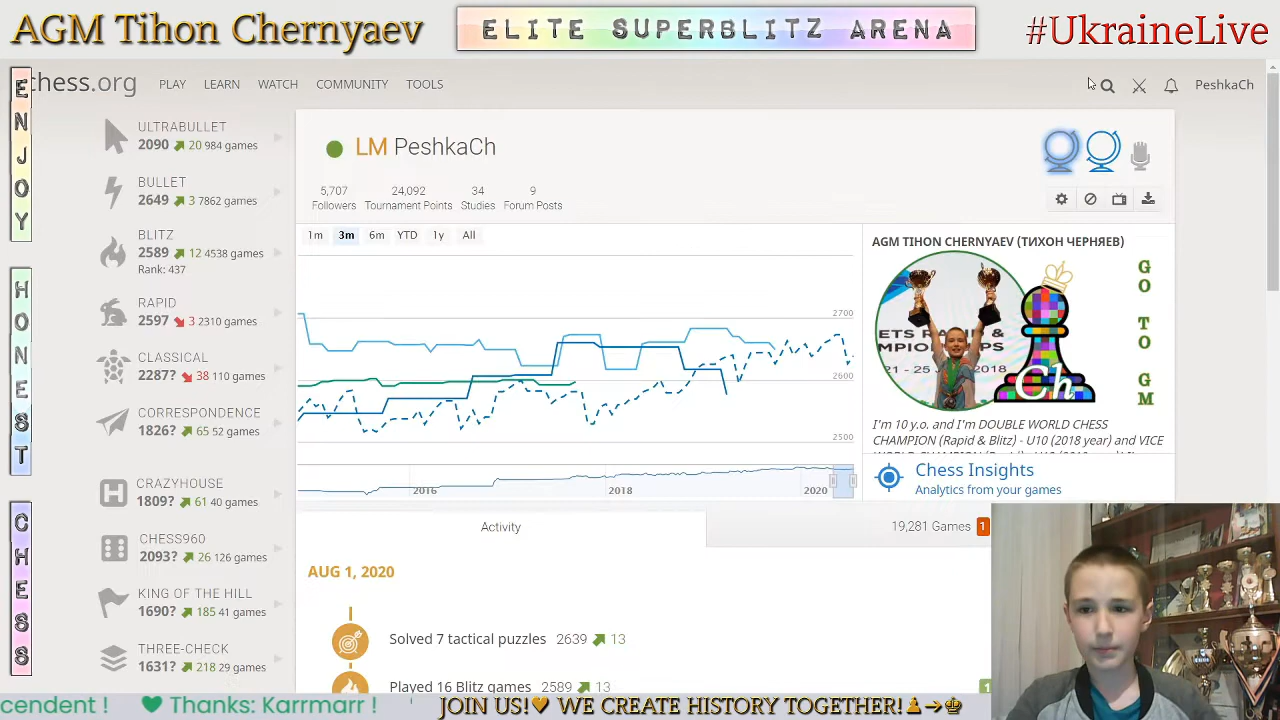 AGM Tihon Chernyaev
ELITE SUPERBLITZ ARENA
#UkraineLive
ENJOY
HONEST
CHESS
chess.org
PLAY
LEARN
WATCH
COMMUNITY
TOOLS
PeshkaCh
ULTRABULLET
2090 20 984 games
BULLET
2649 3 7862 games
BLITZ
2589 12 4538 games
Rank: 437
RAPID
2597 3 2310 games
CLASSICAL
2287? 38 110 games
CORRESPONDENCE
1826? 65 52 games
CRAZYHOUSE
1809? 61 40 games
CHESS960
2093? 26 126 games
KING OF THE HILL
1690? 185 41 games
THREE-CHECK
1631? 218 29 games
LM PeshkaCh
5,707 24,092 34 9
Followers Tournament Points Studies Forum Posts
1m 3m 6m YTD 1y All
2700
2600
2500
2016 2018 2020
AGM TIHON CHERNYAEV (ТИХОН ЧЕРНЯЕВ)
21 - 25 2018
Ch
GO
TO
GM
I'm 10 y.o. and I'm DOUBLE WORLD CHESS
CHAMPION (Rapid & Blitz) - U10 (2018 year) and VICE
Chess Insights
Analytics from your games
Activity
19,281 Games 1
AUG 1, 2020
Solved 7 tactical puzzles 2639 13
Played 16 Blitz games 2589 13
1
cendent ! Thanks: Karrmarr !
JOIN US! WE CREATE HISTORY TOGETHER!